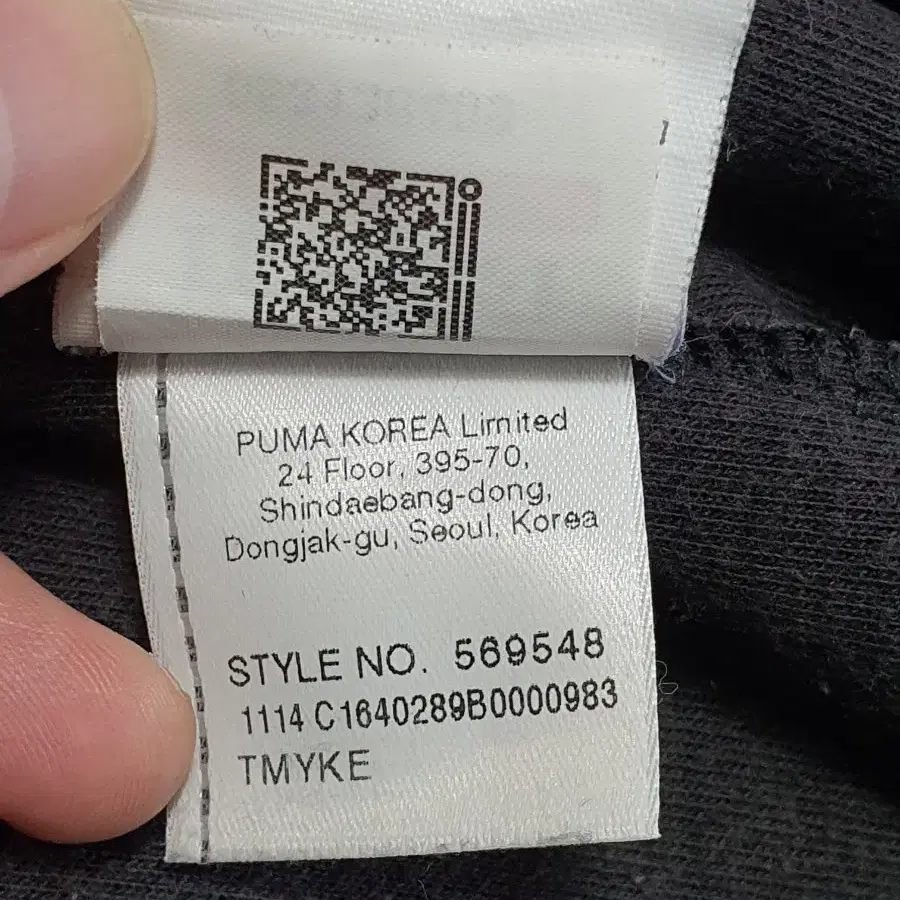 PUMA KOREA Limited
24 Floor, 395-70,
Shindaebang-dong,
Dongjak-gu, Seoul, Korea
STYLE NO. 569548
1114 C1640289B0000983
TMYKE